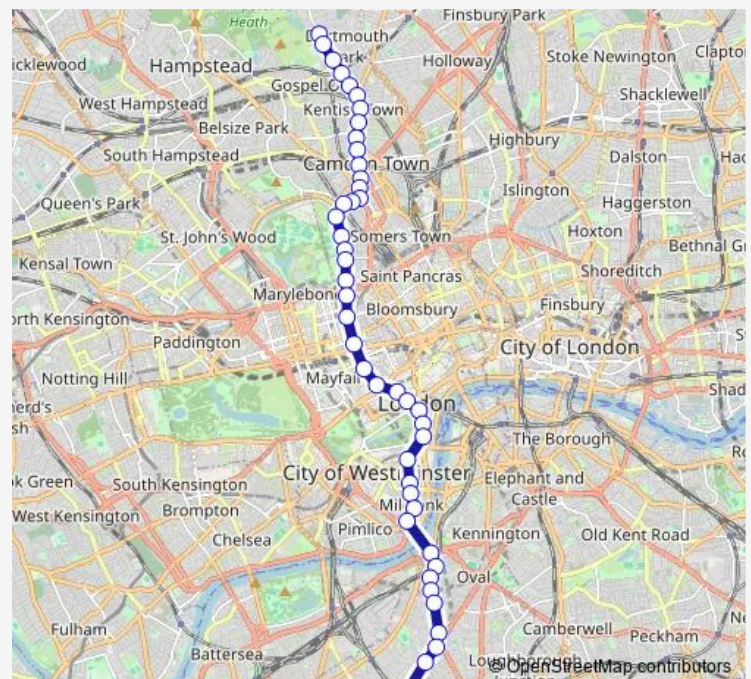 Finsbury Park
Heath
Dartmouth
Park
Holloway
Stoke Newington
Hampstead
Gospel O
Shacklewell
West Hampstead
Kentish Town
Belsize Park
Highbury
South Hampstead
Camden Town
Dalston
Islington
Queen's Park
Haggerston
St. John's Wood
Somers Town
Hoxton
Bethnal Gr
Kensal Town
Saint Pancras
Shoreditch
Marylebone
Bloomsbury
Finsbury
orth Kensington
Paddington
City of London
Notting Hill
Mayfair
Shad
London
The Borough
City of Westminster
South Kensington
Elephant and
Castle
West Kensington
Brompton
Millbank
Chelsea
Pimlico
Kennington
Old Kent Road
Oval
Fulham
Camberwell
Peckham
Battersea
Loughborough
Junction
© OpenStreetMap contributors